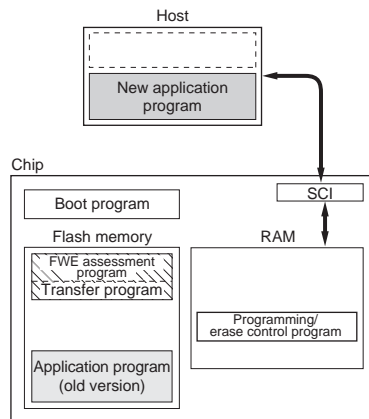 Host
New application
program
Chip
SCI
Boot program
Flash memory
RAM
FWE assessment
program
Transfer program
Programming/
erase control program
Application program
(old version)